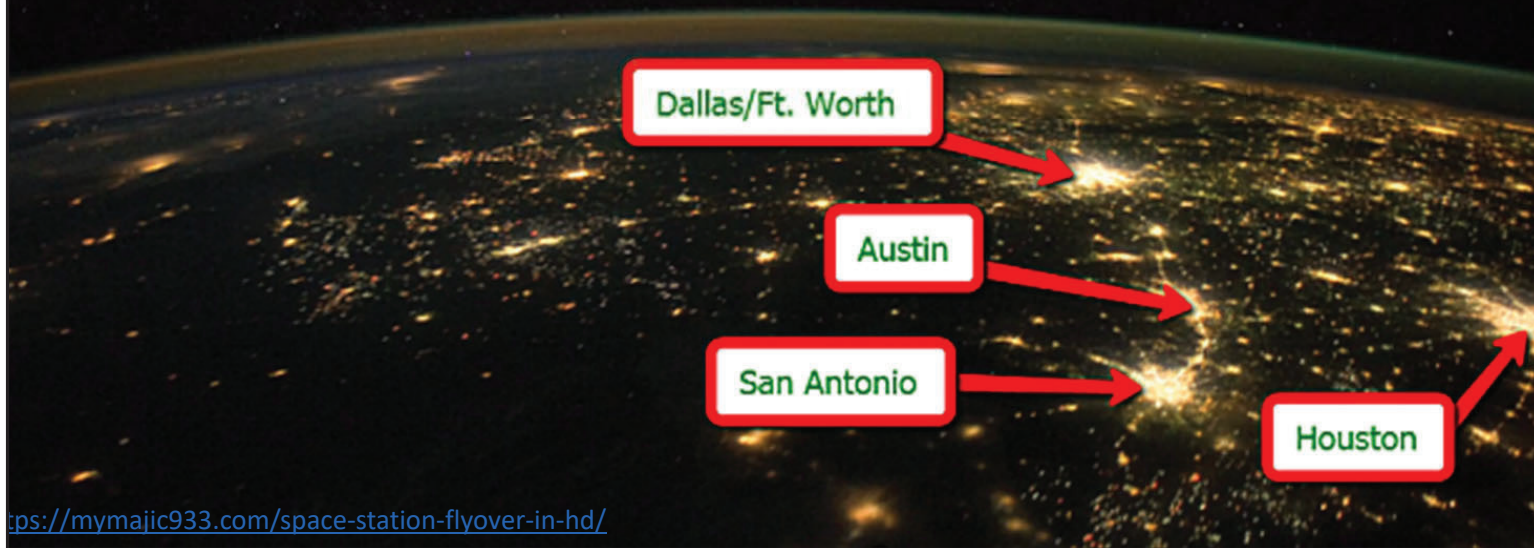 Dallas/Ft. Worth
Austin
San Antonio
Houston
tps://mymajic933.com/space-station-flyover-in-hd/